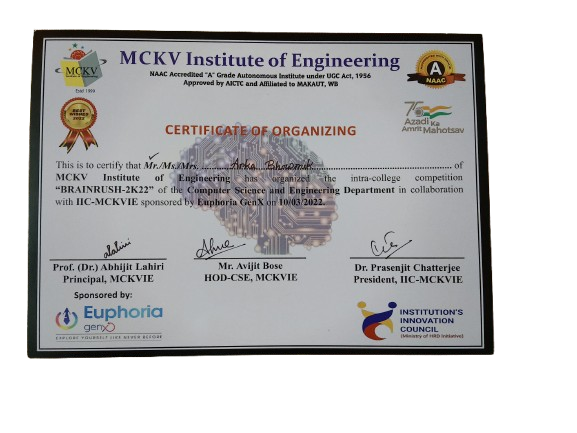 MCKV Institute of Engineering
NAAC Accredited "A" Grade Autonomous Institute under UGC Act, 1956
Approved by AICTC and Affiliated to MAKAUT, WB
MCKV
Estd 1999
A
NAAC
BEST
WINNER
2022
75
Azadi Ka
Amrit Mahotsav
CERTIFICATE OF ORGANIZING
This is to certify that Mr./Ms./Mrs. Arka Bhowmik of
MCKV Institute of Engineering has organized the intra-college competition
"BRAINRUSH-2K22" of the Computer Science and Engineering Department in collaboration
with IIC-MCKVIE sponsored by Euphoria GenX on 10/03/2022.
Prof. (Dr.) Abhijit Lahiri
Principal, MCKVIE
Mr. Avijit Bose
HOD-CSE, MCKVIE
Dr. Prasenjit Chatterjee
President, IIC-MCKVIE
Sponsored by:
Euphoria
genX
EXPLORE YOURSELF LIKE NEVER BEFORE
INSTITUTION'S
INNOVATION
COUNCIL
(Ministry of HRD Initiative)